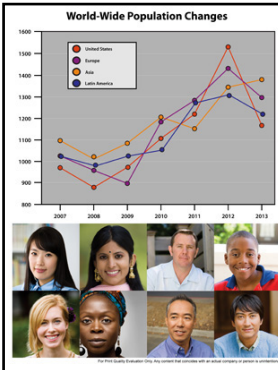 World-Wide Population Changes
1600
1500
1400
1300
1200
1100
1000
900
800
United States
Europe
Asia
Latin America
2007 2008 2009 2010 2011 2012 2013
For Print Quality Evaluation Only. Any content that coincides with an actual company or person is unintentional.